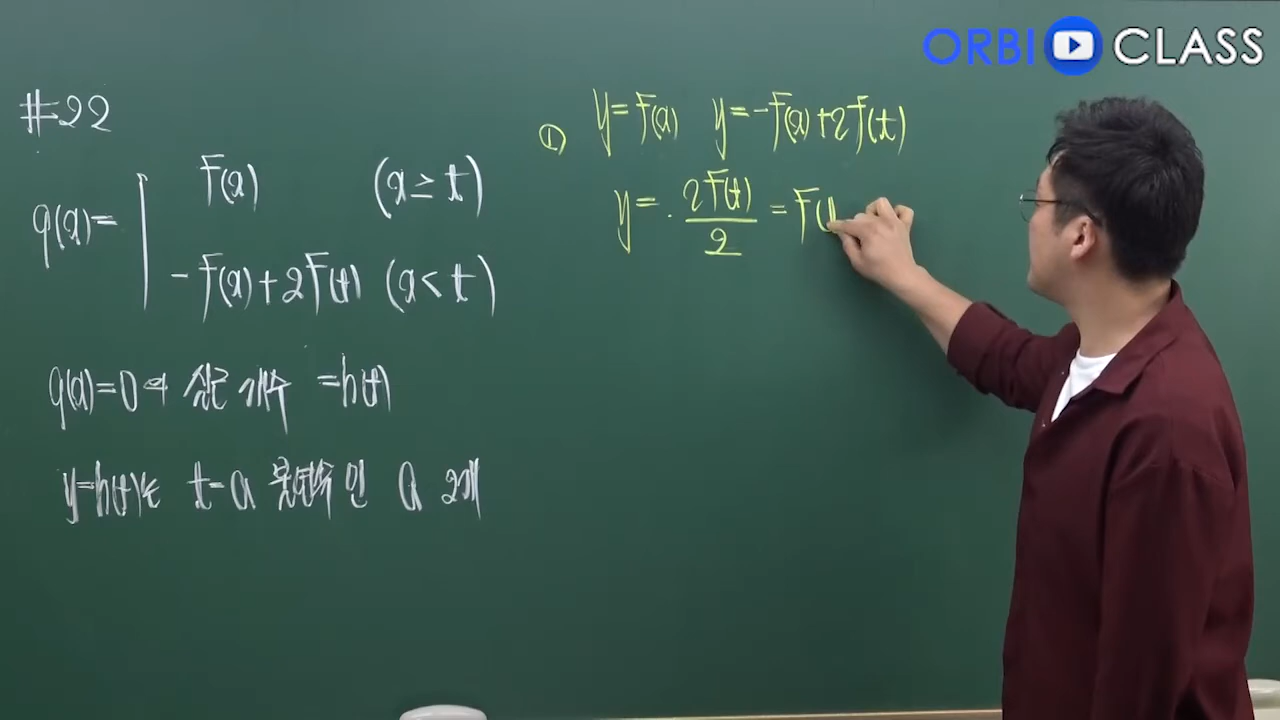 ORBI CLASS
#22
g(x)=
f(x) (x≥t)
-f(x)+2f(t) (x<t)
g(x)=0의 실근 개수 =h(t)
y=h(t)는 t=a 불연속인 a 2개
① y=f(x) y=-f(x)+2f(t)
y=2f(t)/2=f(